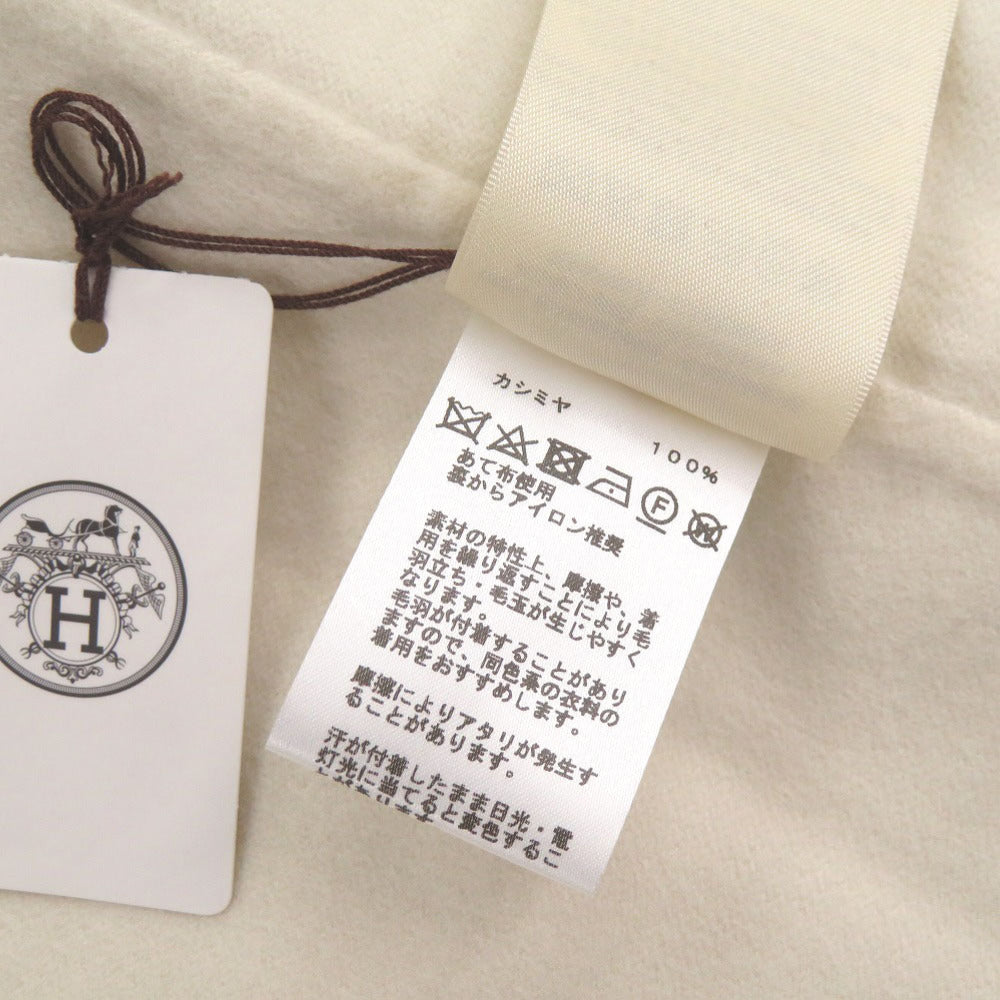 カシミヤ
100%
F
W
あて布使用
裏からアイロン推奨
素材の特性上、摩擦や、着
用を繰り返すことにより毛
羽立ち・毛玉が生じやすく
なります。
毛羽が付着することがあり
ますので、同色系の衣料の
着用をおすすめします。
摩擦によりアタリが発生す
ることがあります。
汗が付着したまま日光・電
灯光に当てると変色するこ
H